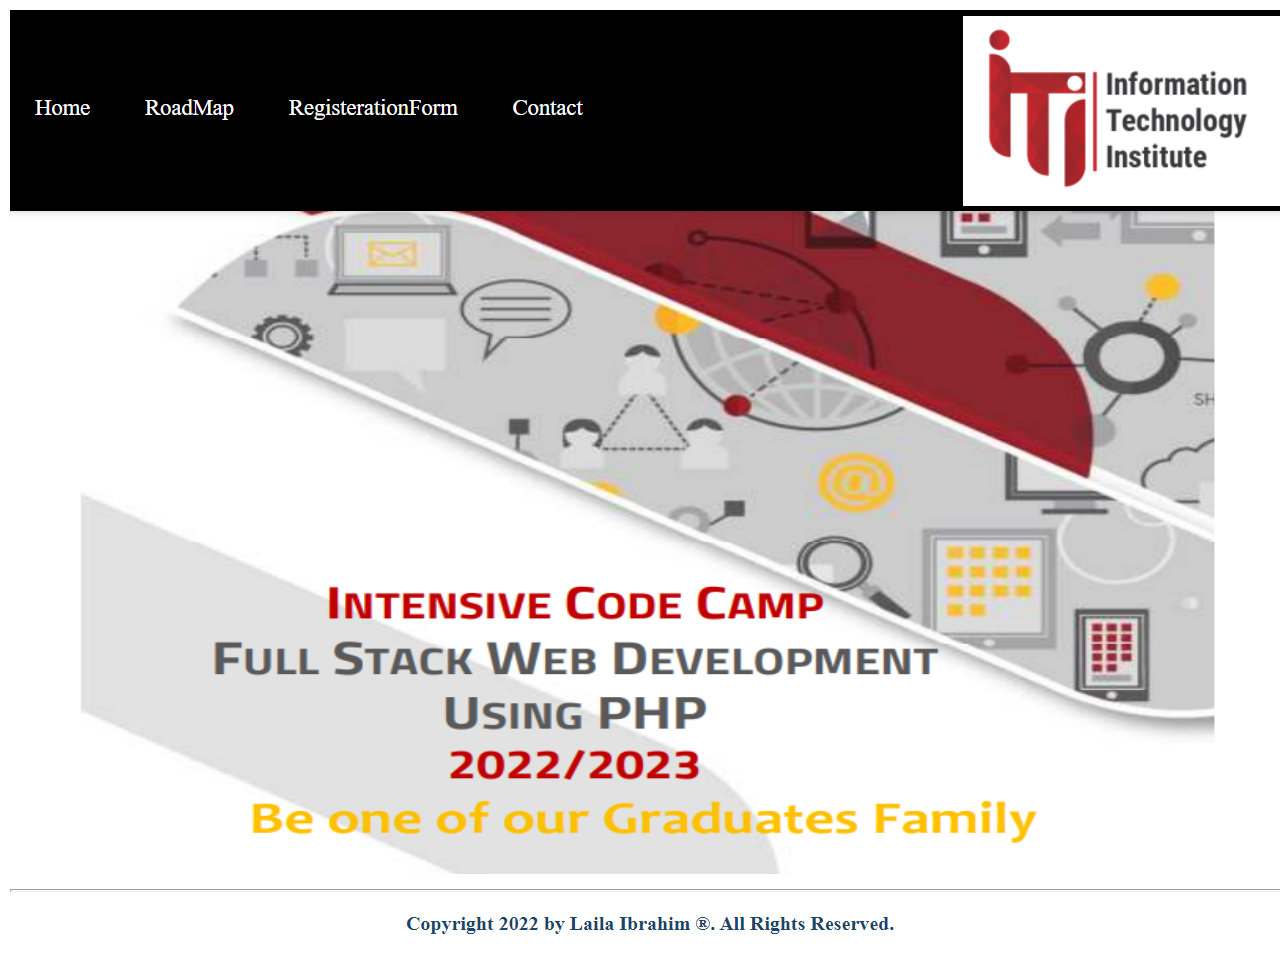 Home RoadMap RegisterationForm Contact
Information
Technology
Institute
SH
@
INTENSIVE CODE CAMP
FULL STACK WEB DEVELOPMENT
USING PHP
2022/2023
Be one of our Graduates Family
Copyright 2022 by Laila Ibrahim ®. All Rights Reserved.